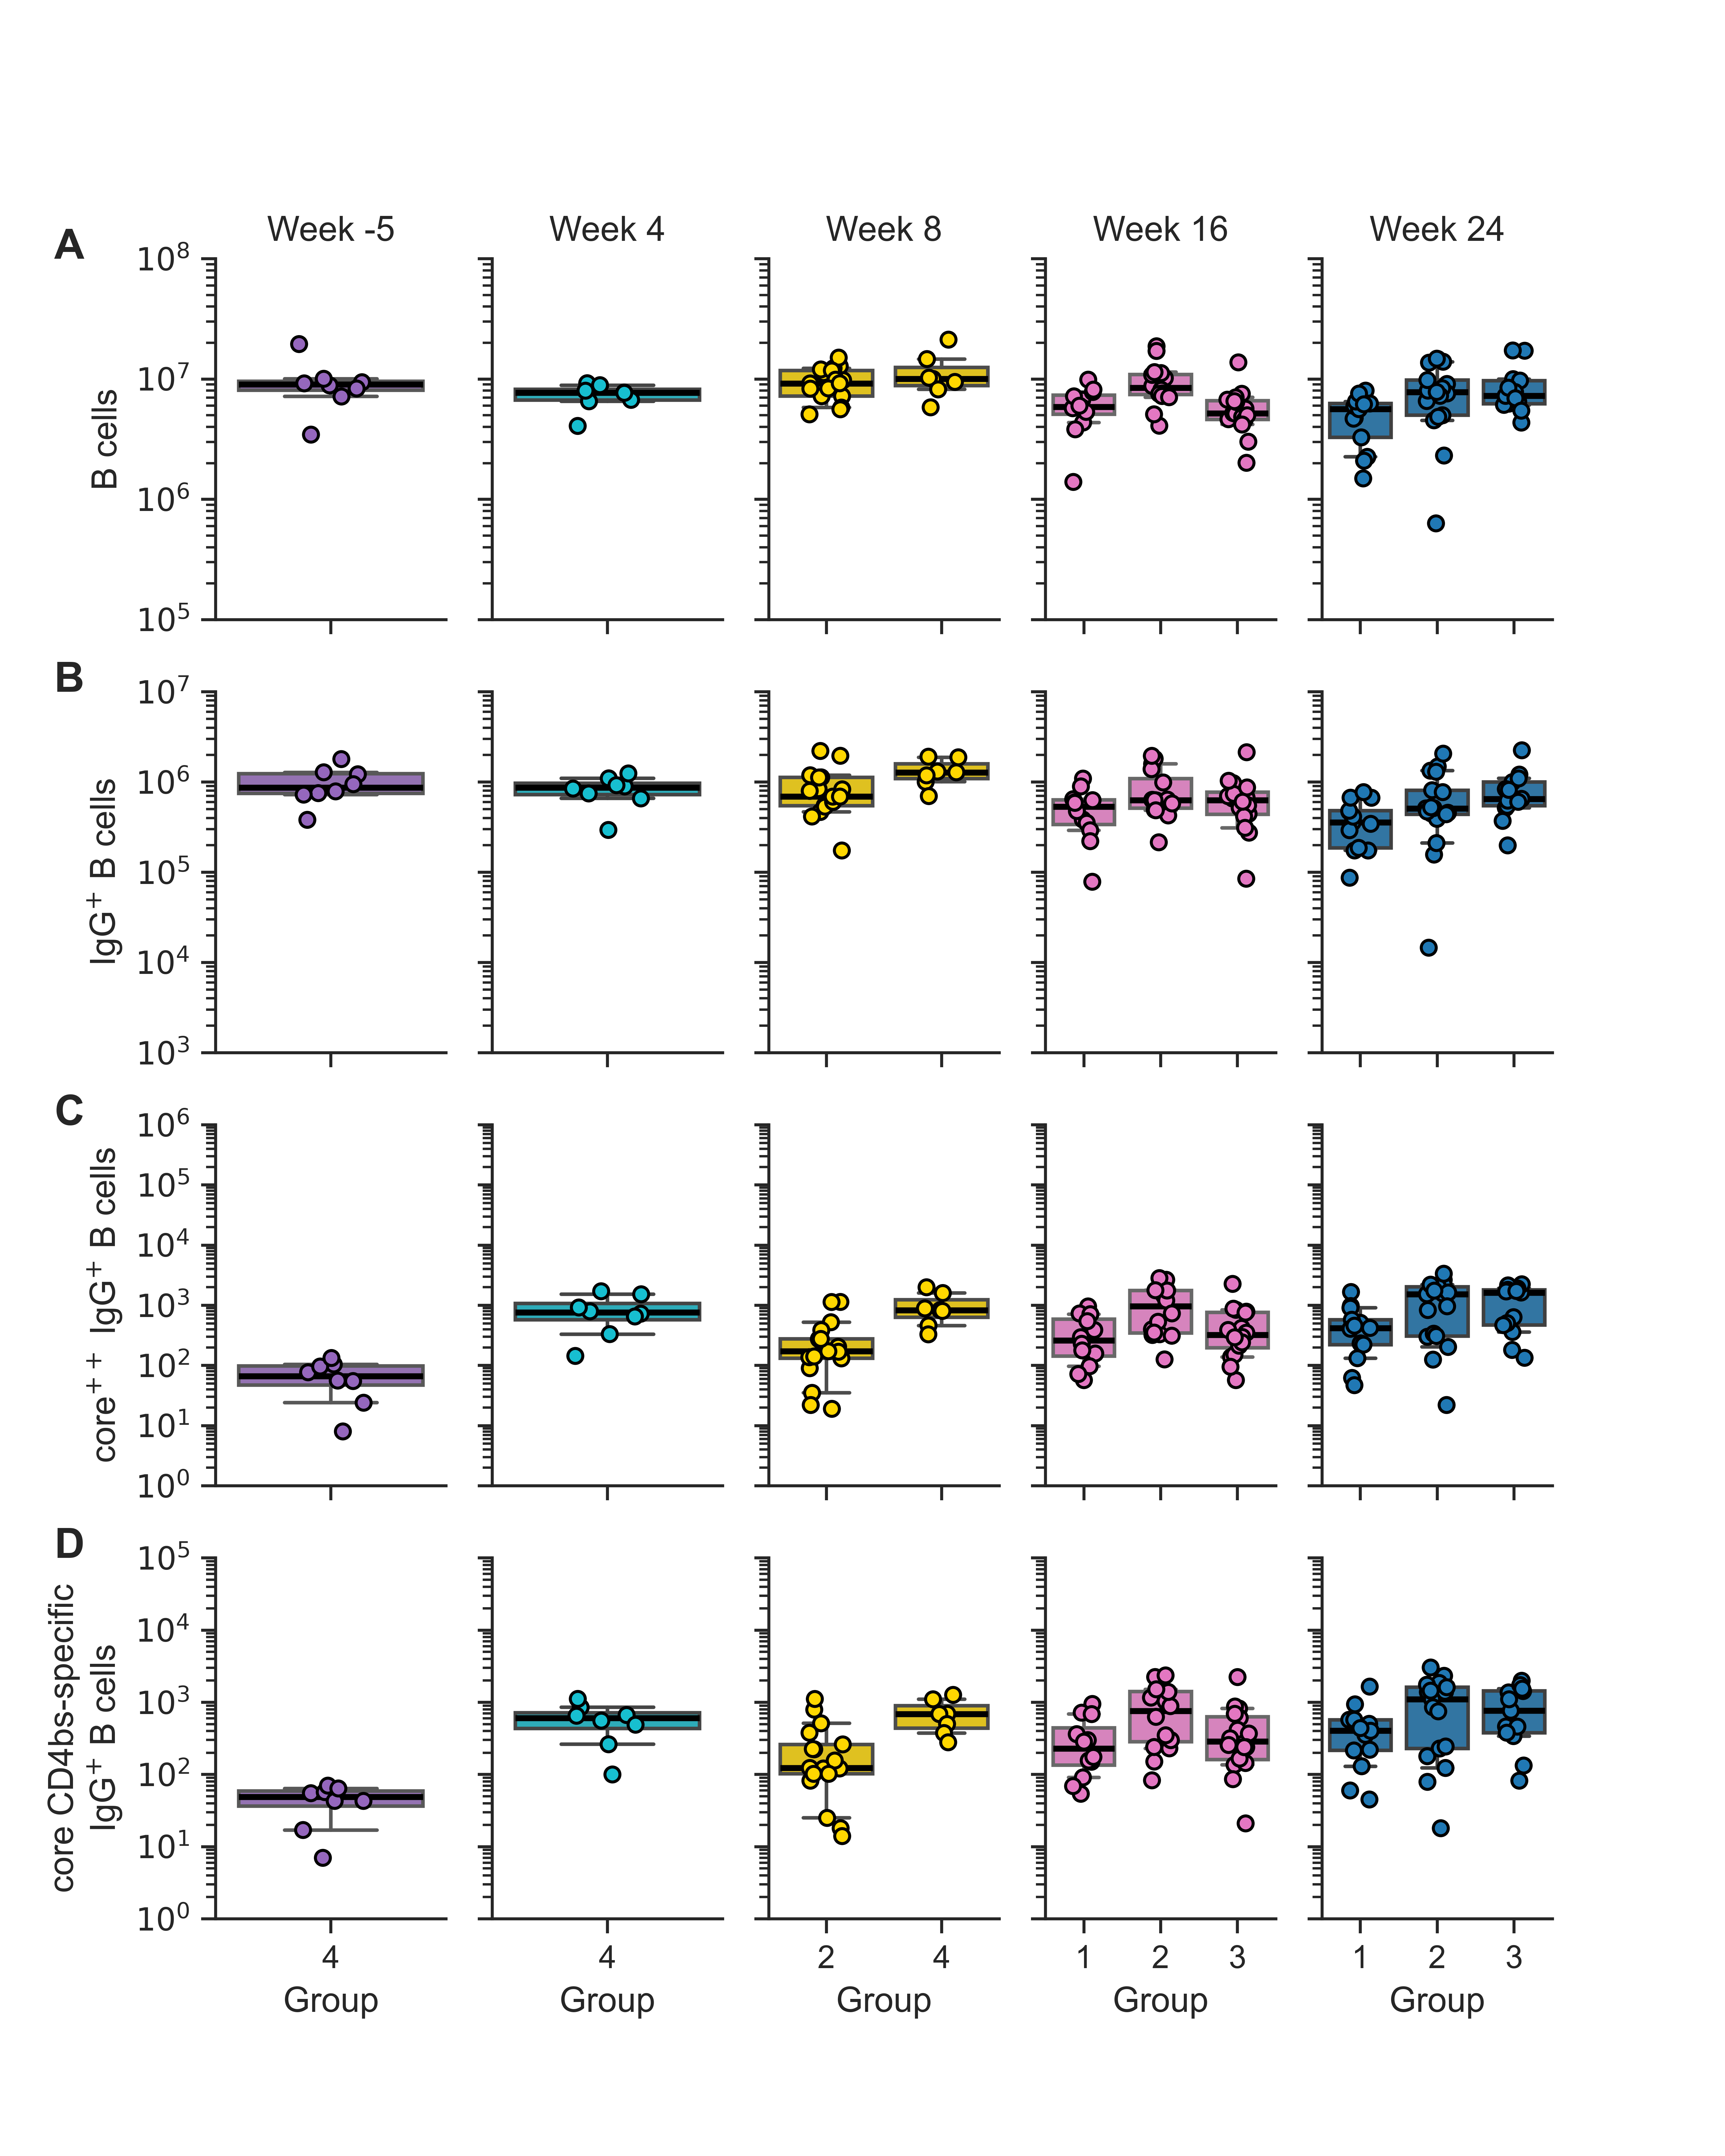 Week -5 Week 4 Week 8 Week 16 Week 24
A
10⁸
10⁷
10⁶
10⁵
B cells
B
10⁷
10⁶
10⁵
10⁴
10³
IgG⁺ B cells
C
10⁶
10⁵
10⁴
10³
10²
10¹
10⁰
core⁺⁺ IgG⁺ B cells
D
10⁵
10⁴
10³
10²
10¹
10⁰
core CD4bs-specific
IgG⁺ B cells
4 4 2 4 1 2 3 1 2 3
Group Group Group Group Group